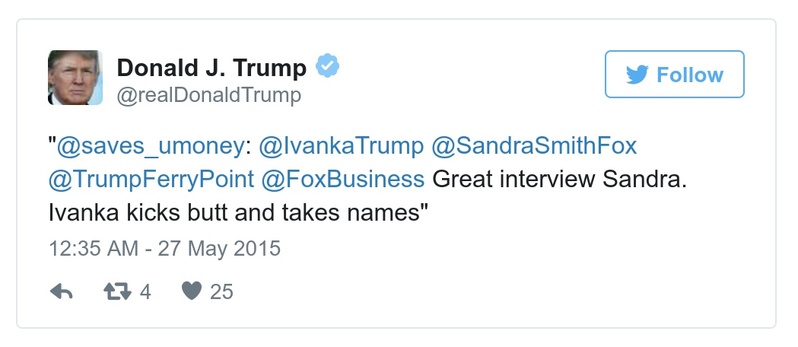 Donald J. Trump
@realDonaldTrump
Follow
"@saves_umoney: @IvankaTrump @SandraSmithFox
@TrumpFerryPoint @FoxBusiness Great interview Sandra.
Ivanka kicks butt and takes names"
12:35 AM - 27 May 2015
4 25